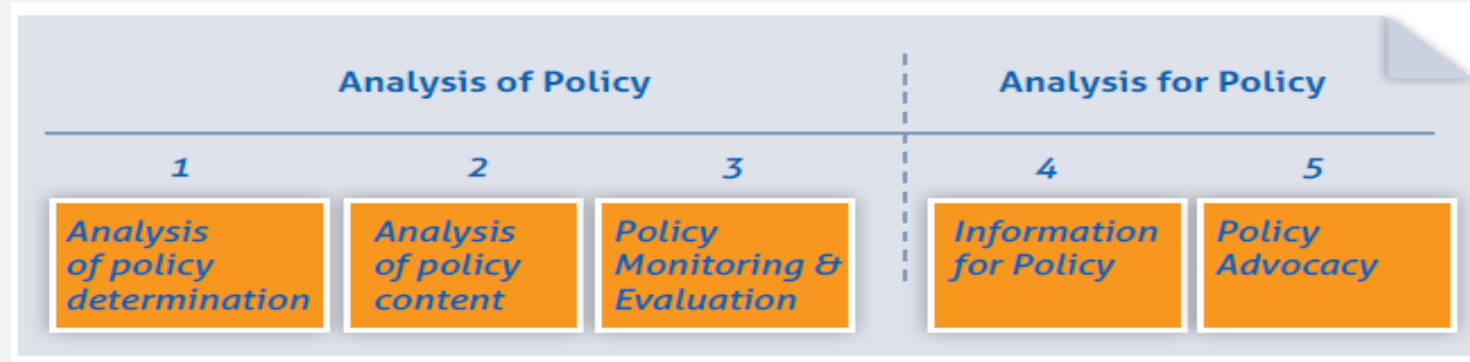 Analysis of Policy
Analysis for Policy
1
2
3
4
5
Analysis
of policy
determination
Analysis
of policy
content
Policy
Monitoring &
Evaluation
Information
for Policy
Policy
Advocacy